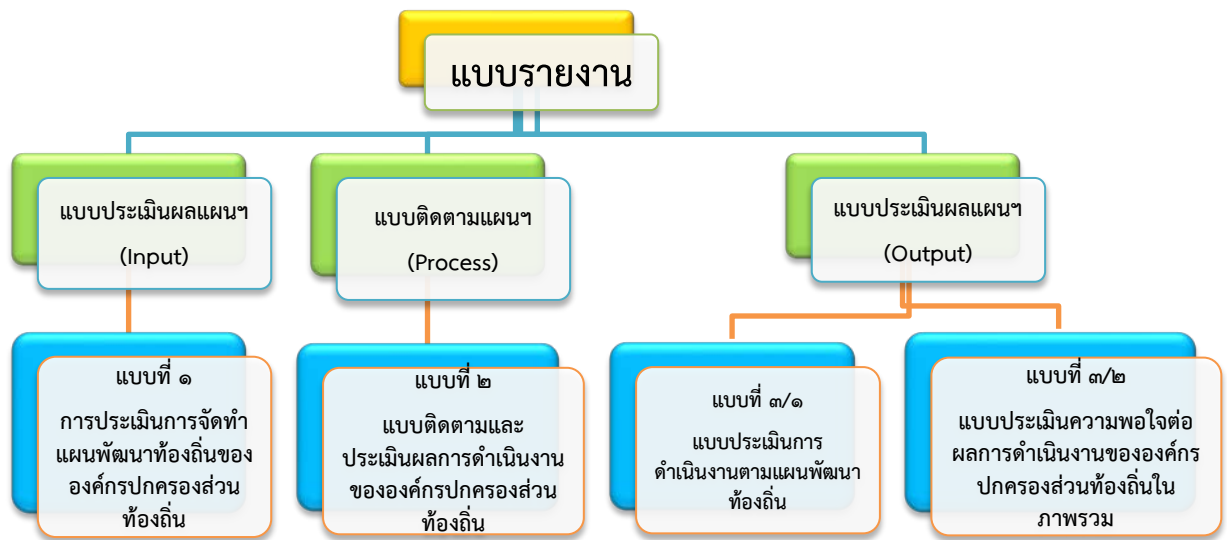 แบบรายงาน
แบบประเมินผลแผนฯ
(Input)
แบบติดตามแผนฯ
(Process)
แบบประเมินผลแผนฯ
(Output)
แบบที่ ๑
การประเมินการจัดทำ
แผนพัฒนาท้องถิ่นของ
องค์กรปกครองส่วน
ท้องถิ่น
แบบที่ ๒
แบบติดตามและ
ประเมินผลการดำเนินงาน
ขององค์กรปกครองส่วน
ท้องถิ่น
แบบที่ ๓/๑
แบบประเมินการ
ดำเนินงานตามแผนพัฒนา
ท้องถิ่น
แบบที่ ๓/๒
แบบประเมินความพอใจต่อ
ผลการดำเนินงานขององค์กร
ปกครองส่วนท้องถิ่นใน
ภาพรวม